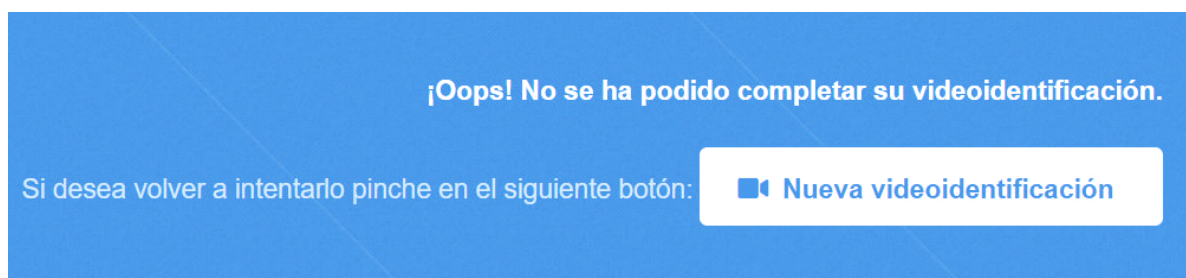 ¡Oops! No se ha podido completar su videoidentificación.
Si desea volver a intentarlo pinche en el siguiente botón: Nueva videoidentificación